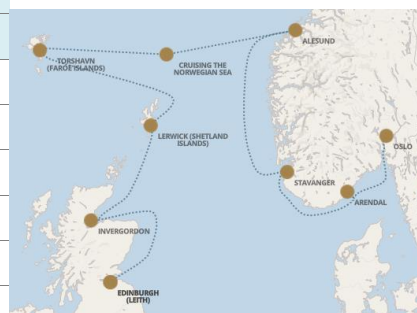 ALESUND
TORSHAVN
(FAROE ISLANDS)
CRUISING THE
NORWEGIAN SEA
LERWICK (SHETLAND
ISLANDS)
OSLO
STAVANGER
ARENDAL
INVERGORDON
EDINBURGH
(LEITH)